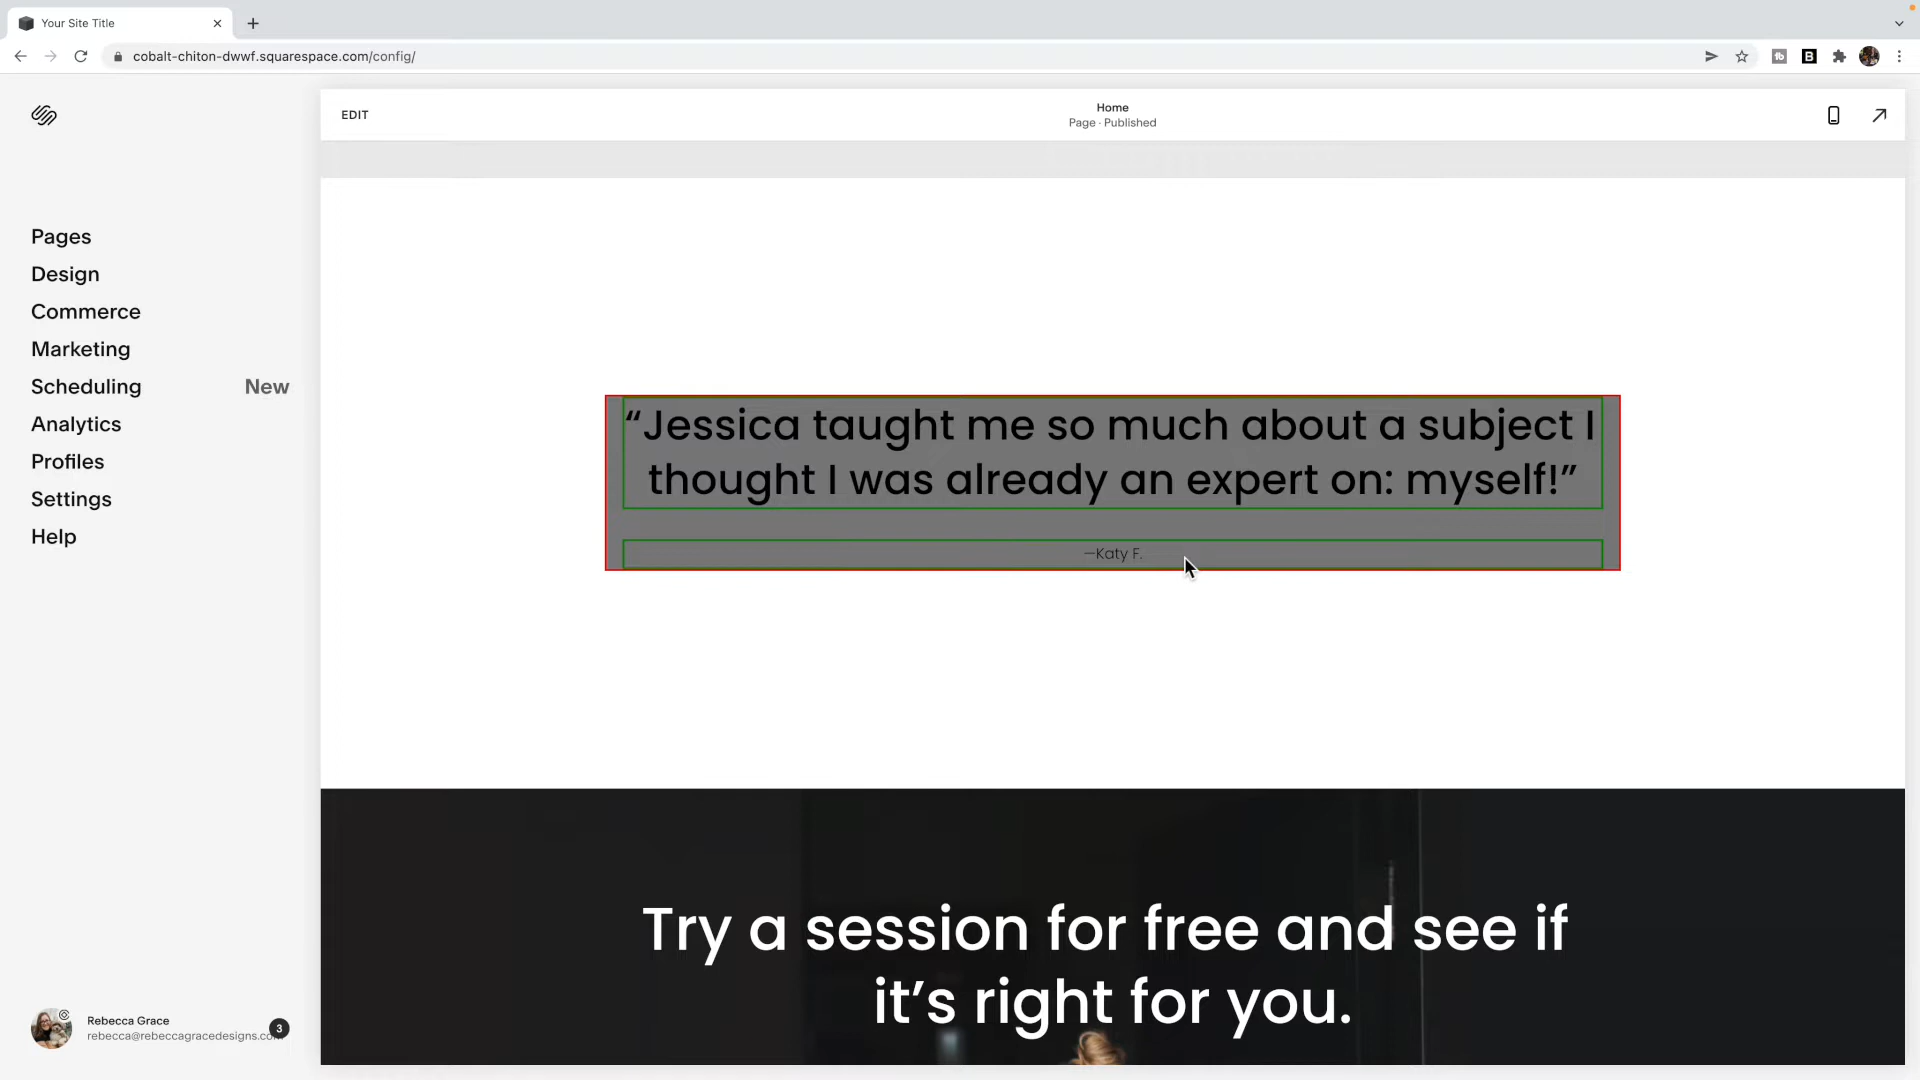 Your Site Title
cobalt-chiton-dwwf.squarespace.com/config/
EDIT
Home
Page · Published
Pages
Design
Commerce
Marketing
Scheduling New
Analytics
Profiles
Settings
Help
“Jessica taught me so much about a subject I
thought I was already an expert on: myself!”
—Katy F.
Try a session for free and see if
it’s right for you.
Rebecca Grace
rebecca@rebeccagracedesigns.com
3